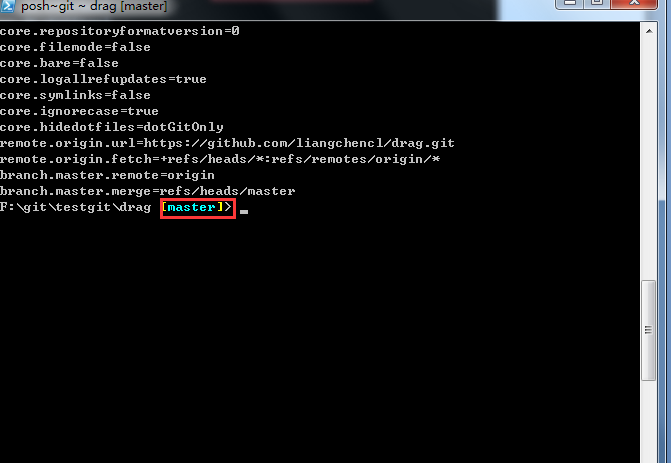 posh~git ~ drag [master]
core.repositoryformatversion=0
core.filemode=false
core.bare=false
core.logallrefupdates=true
core.symlinks=false
core.ignorecase=true
core.hidedotfiles=dotGitOnly
remote.origin.url=https://github.com/liangchencl/drag.git
remote.origin.fetch=+refs/heads/*:refs/remotes/origin/*
branch.master.remote=origin
branch.master.merge=refs/heads/master
F:\git\testgit\drag [master]>